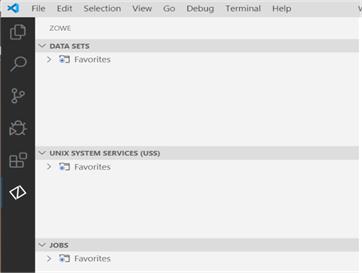 File Edit Selection View Go Debug Terminal Help
ZOWE
DATA SETS
Favorites
UNIX SYSTEM SERVICES (USS)
Favorites
JOBS
Favorites